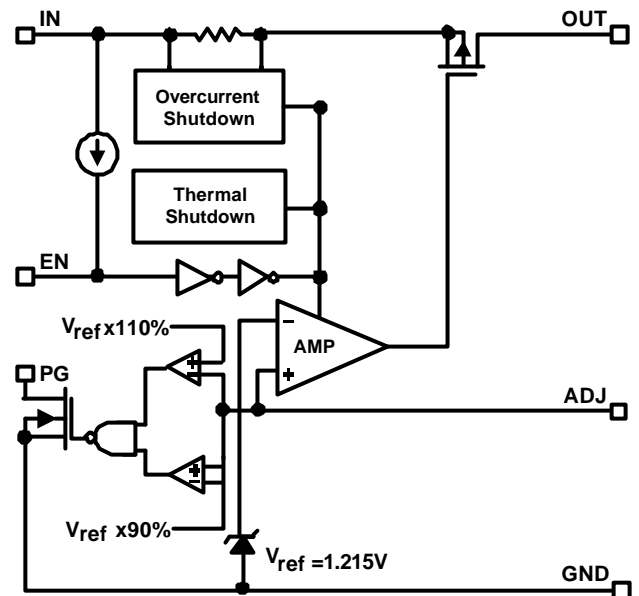 IN
OUT
Overcurrent
Shutdown
Thermal
Shutdown
EN
Vref x110%
AMP
−
+
PG
+
−
ADJ
+
−
Vref x90%
Vref =1.215V
GND